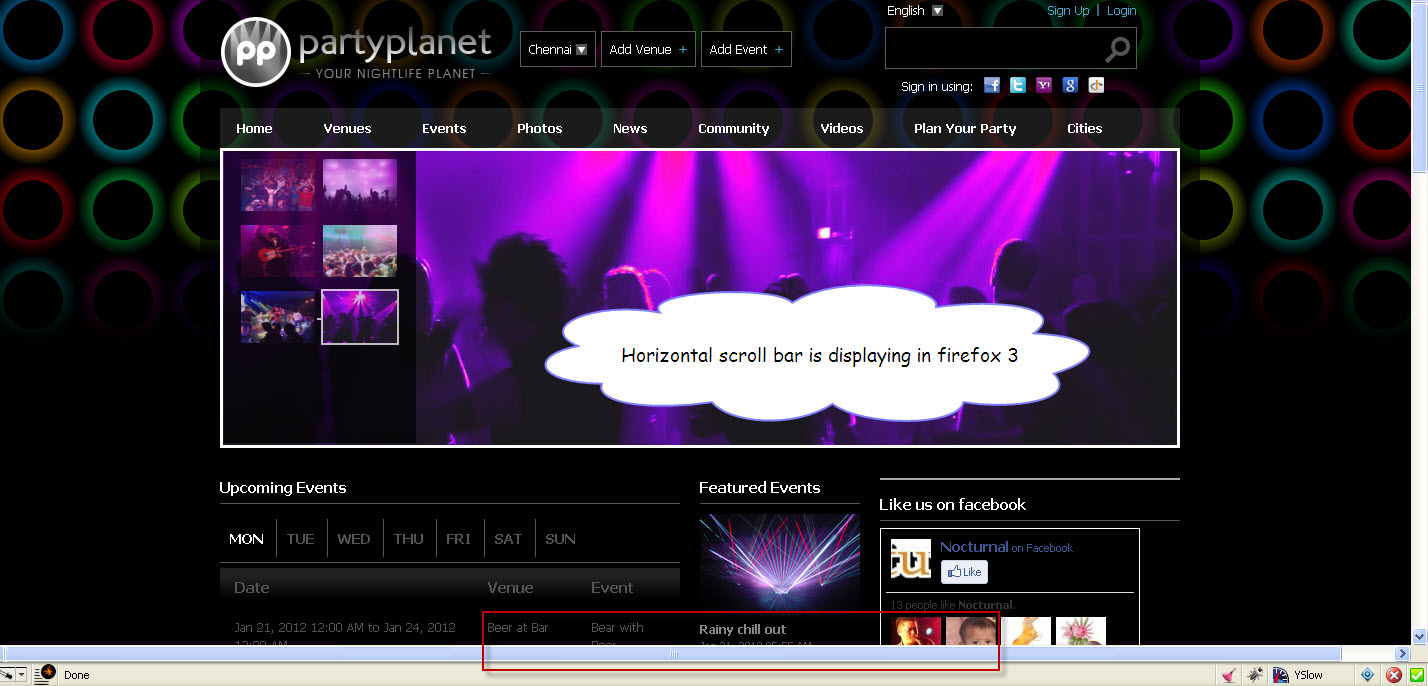 English
Sign Up | Login
pp partyplanet
YOUR NIGHTLIFE PLANET
Chennai
Add Venue +
Add Event +
Sign in using:
Home Venues Events Photos News Community Videos Plan Your Party Cities
Horizontal scroll bar is displaying in firefox 3
Upcoming Events
MON TUE WED THU FRI SAT SUN
Date Venue Event
Jan 21, 2012 12:00 AM to Jan 24, 2012
Beer at Bar
Bear with
Featured Events
Rainy chill out
Like us on facebook
Nocturnal on Facebook
Like
13 people like Nocturnal.
Done
YSlow